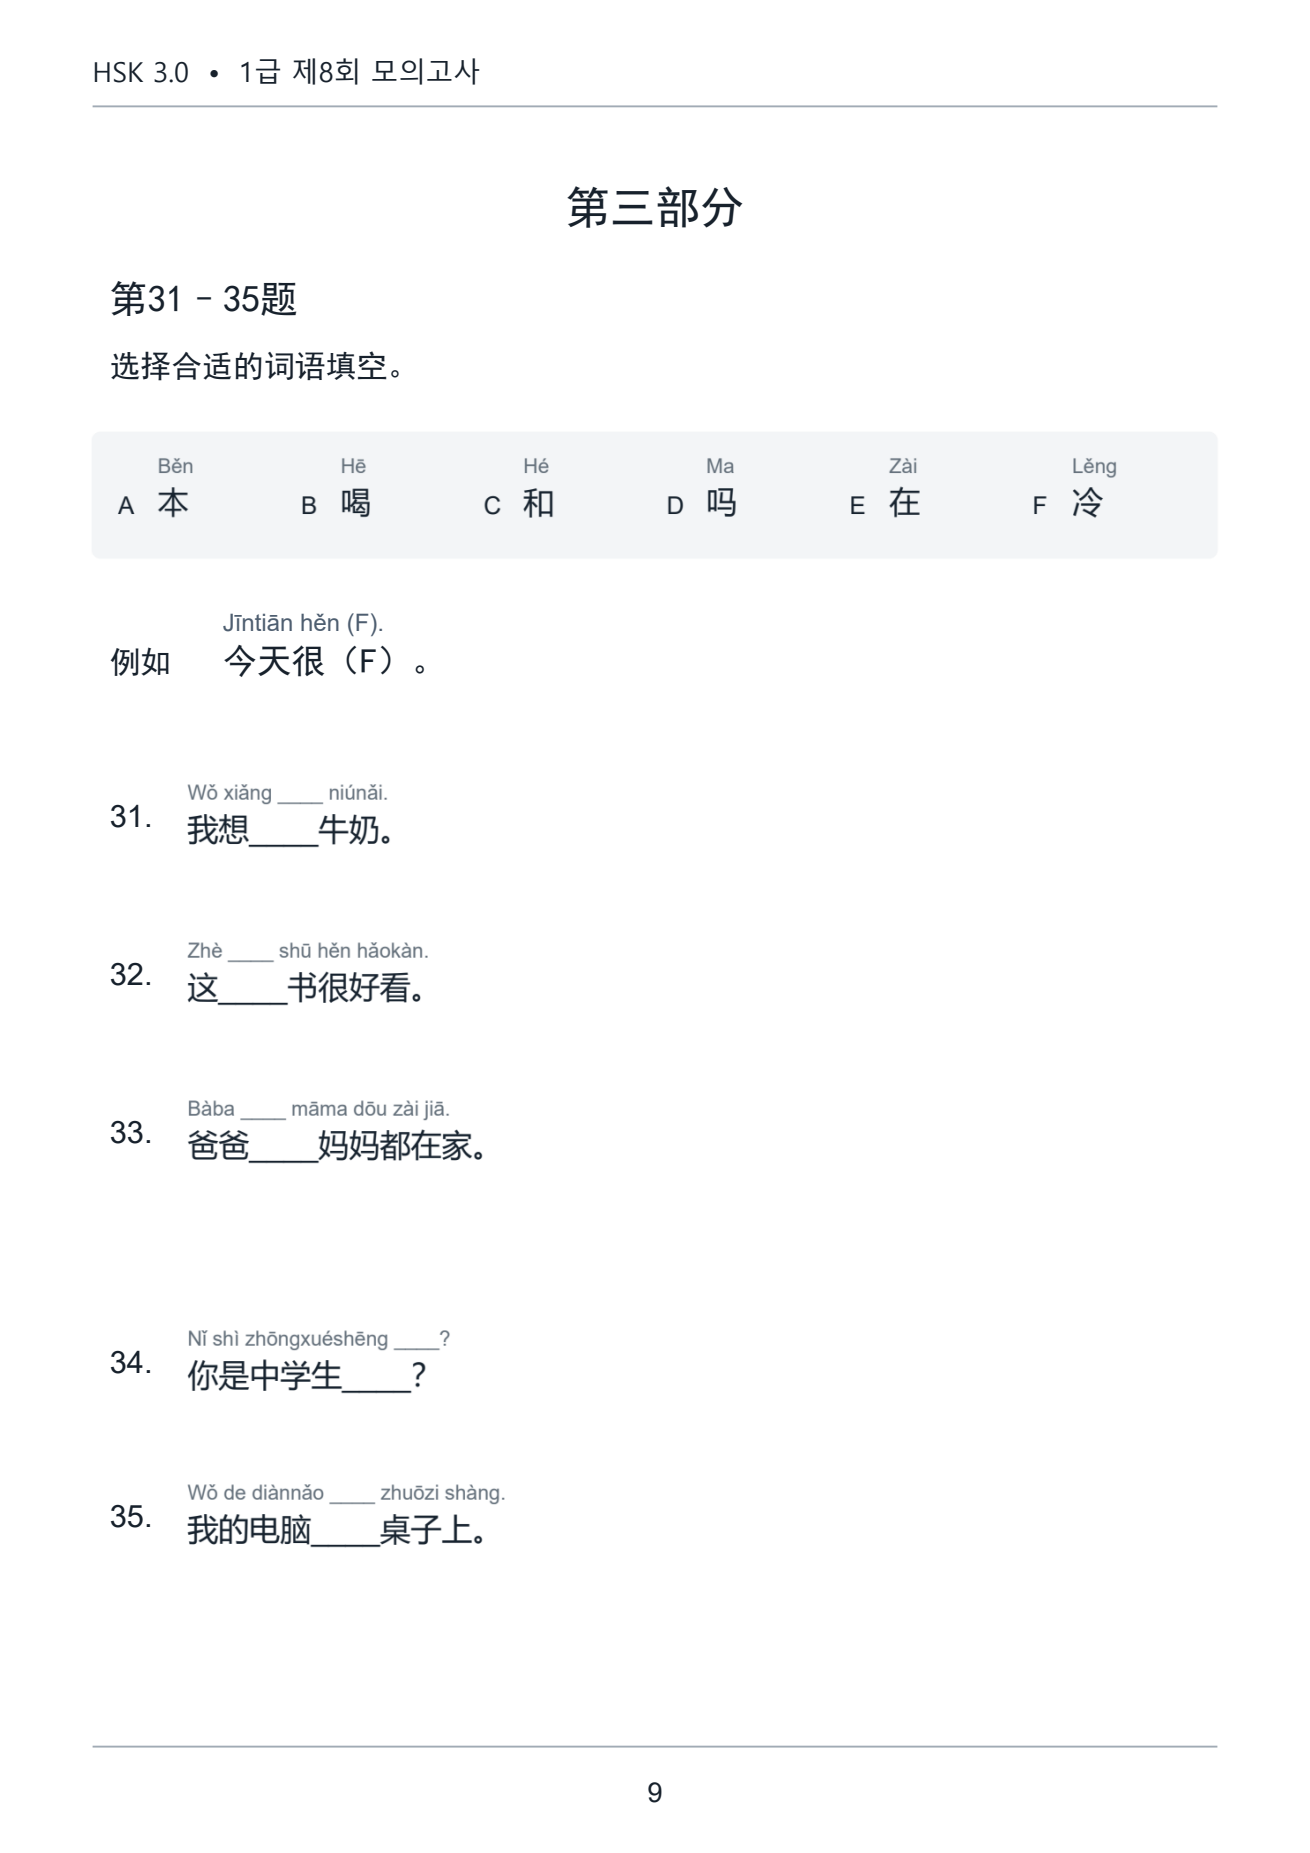 HSK 3.0 • 1급 제8회 모의고사
第三部分
第31 – 35题
选择合适的词语填空。
Běn Hē Hé Ma Zài Lěng
A 本 B 喝 C 和 D 吗 E 在 F 冷
Jīntiān hěn (F).
例如 今天很（F）。
Wǒ xiǎng ____ niúnǎi.
31. 我想____牛奶。
Zhè ____ shū hěn hǎokàn.
32. 这____书很好看。
Bàba ____ māma dōu zài jiā.
33. 爸爸____妈妈都在家。
Nǐ shì zhōngxuéshēng ____?
34. 你是中学生____?
Wǒ de diànnǎo ____ zhuōzi shàng.
35. 我的电脑____桌子上。
9